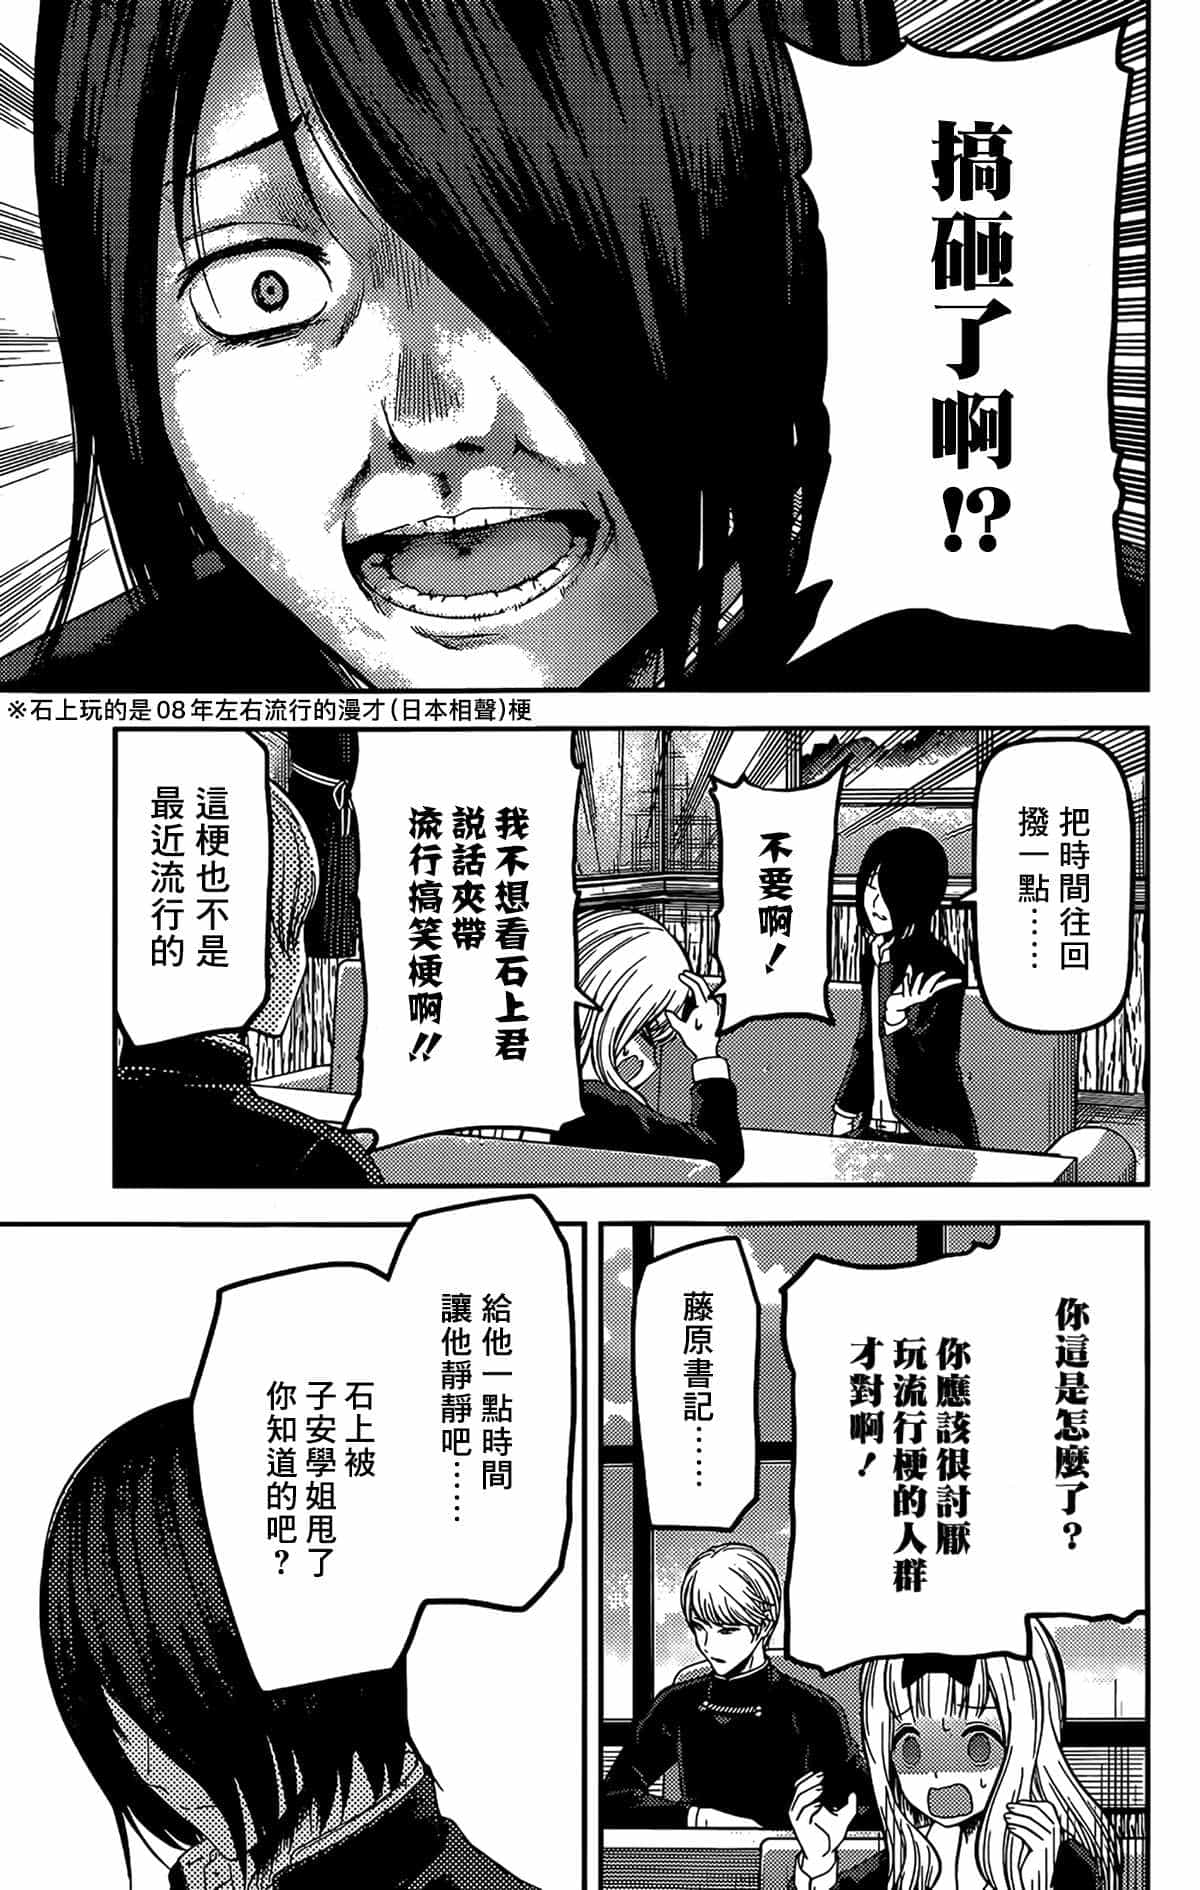 搞砸了啊!?
※石上玩的是08年左右流行的漫才(日本相聲)梗
把時間往回
撥一點……
不要啊!
我不想看石上君
說話夾帶
流行搞笑梗啊!!
這梗也不是
最近流行的
你這是怎麼了?
你應該很討厭
玩流行梗的人群
才對啊!
藤原書記……
給他一點時間
讓他靜靜吧……
石上被
子安學姐甩了
你知道的吧?